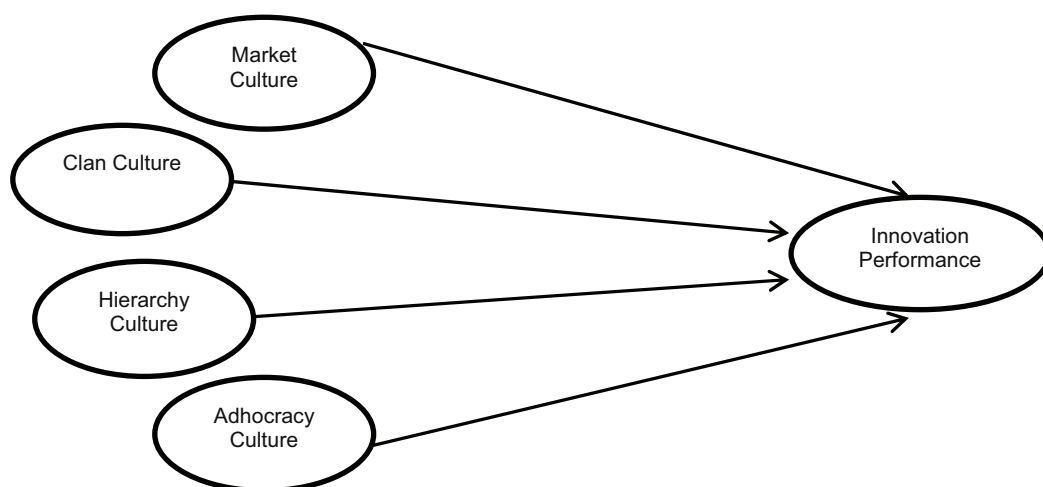 Market
Culture
Clan Culture
Innovation
Performance
Hierarchy
Culture
Adhocracy
Culture